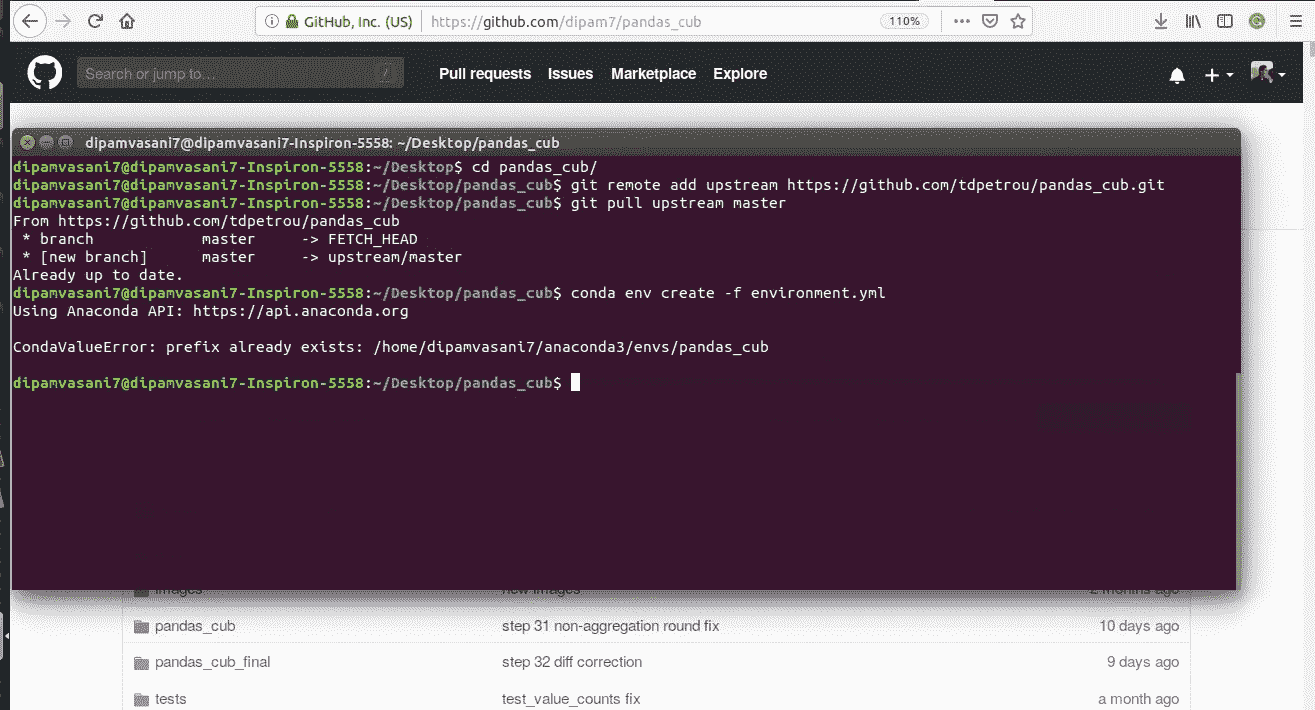 GitHub, Inc. (US) https://github.com/dipam7/pandas_cub 110%
Search or jump to… / Pull requests Issues Marketplace Explore
dipamvasani7@dipamvasani7-Inspiron-5558: ~/Desktop/pandas_cub
dipamvasani7@dipamvasani7-Inspiron-5558:~/Desktop$ cd pandas_cub/
dipamvasani7@dipamvasani7-Inspiron-5558:~/Desktop/pandas_cub$ git remote add upstream https://github.com/tdpetrou/pandas_cub.git
dipamvasani7@dipamvasani7-Inspiron-5558:~/Desktop/pandas_cub$ git pull upstream master
From https://github.com/tdpetrou/pandas_cub
* branch master -> FETCH_HEAD
* [new branch] master -> upstream/master
Already up to date.
dipamvasani7@dipamvasani7-Inspiron-5558:~/Desktop/pandas_cub$ conda env create -f environment.yml
Using Anaconda API: https://api.anaconda.org
CondaValueError: prefix already exists: /home/dipamvasani7/anaconda3/envs/pandas_cub
dipamvasani7@dipamvasani7-Inspiron-5558:~/Desktop/pandas_cub$
images new images 2 months ago
pandas_cub step 31 non-aggregation round fix 10 days ago
pandas_cub_final step 32 diff correction 9 days ago
tests test_value_counts fix a month ago